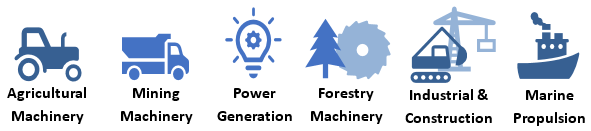 Agricultural
Machinery
Mining
Machinery
Power
Generation
Forestry
Machinery
Industrial &
Construction
Marine
Propulsion